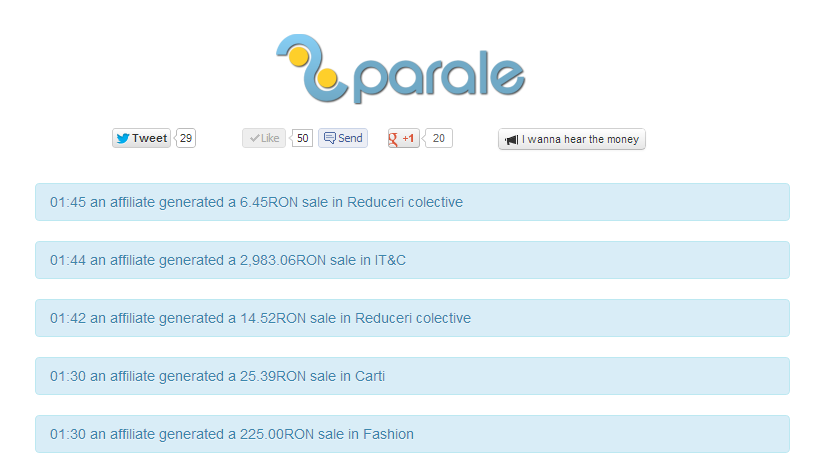 parale
Tweet 29 Like 50 Send +1 20 I wanna hear the money
01:45 an affiliate generated a 6.45RON sale in Reduceri colective
01:44 an affiliate generated a 2,983.06RON sale in IT&C
01:42 an affiliate generated a 14.52RON sale in Reduceri colective
01:30 an affiliate generated a 25.39RON sale in Carti
01:30 an affiliate generated a 225.00RON sale in Fashion